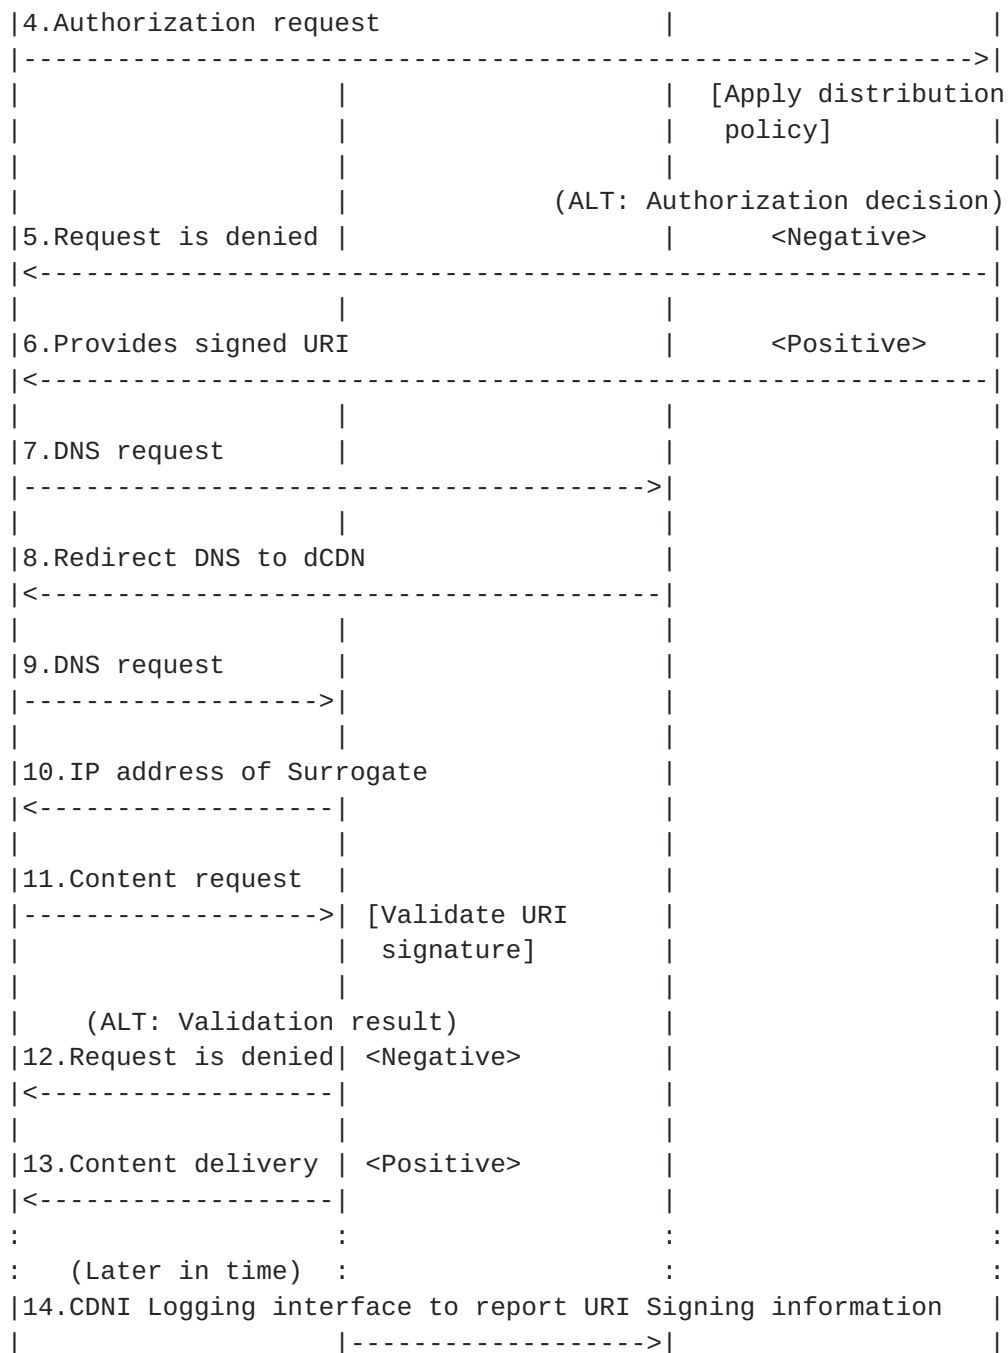 |4.Authorization request                  |                    |
|------------------------------------------------------------->|
|                    |                    |  [Apply distribution
|                    |                    |   policy]          |
|                    |                    |                    |
|                    |             (ALT: Authorization decision)
|5.Request is denied |                    |      <Negative>    |
|<-------------------------------------------------------------|
|                    |                    |                    |
|6.Provides signed URI                    |      <Positive>    |
|<-------------------------------------------------------------|
|                    |                    |                    |
|7.DNS request       |                    |                    |
|---------------------------------------->|                    |
|                    |                    |                    |
|8.Redirect DNS to dCDN                   |                    |
|<----------------------------------------|                    |
|                    |                    |                    |
|9.DNS request       |                    |                    |
|------------------->|                    |                    |
|                    |                    |                    |
|10.IP address of Surrogate               |                    |
|<-------------------|                    |                    |
|                    |                    |                    |
|11.Content request  |                    |                    |
|------------------->| [Validate URI      |                    |
|                    |  signature]        |                    |
|                    |                    |                    |
|    (ALT: Validation result)             |                    |
|12.Request is denied| <Negative>         |                    |
|<-------------------|                    |                    |
|                    |                    |                    |
|13.Content delivery | <Positive>         |                    |
|<-------------------|                    |                    |
:                    :                    :                    :
:   (Later in time)  :                    :                    :
|14.CDNI Logging interface to report URI Signing information   |
|                    |------------------->|                    |